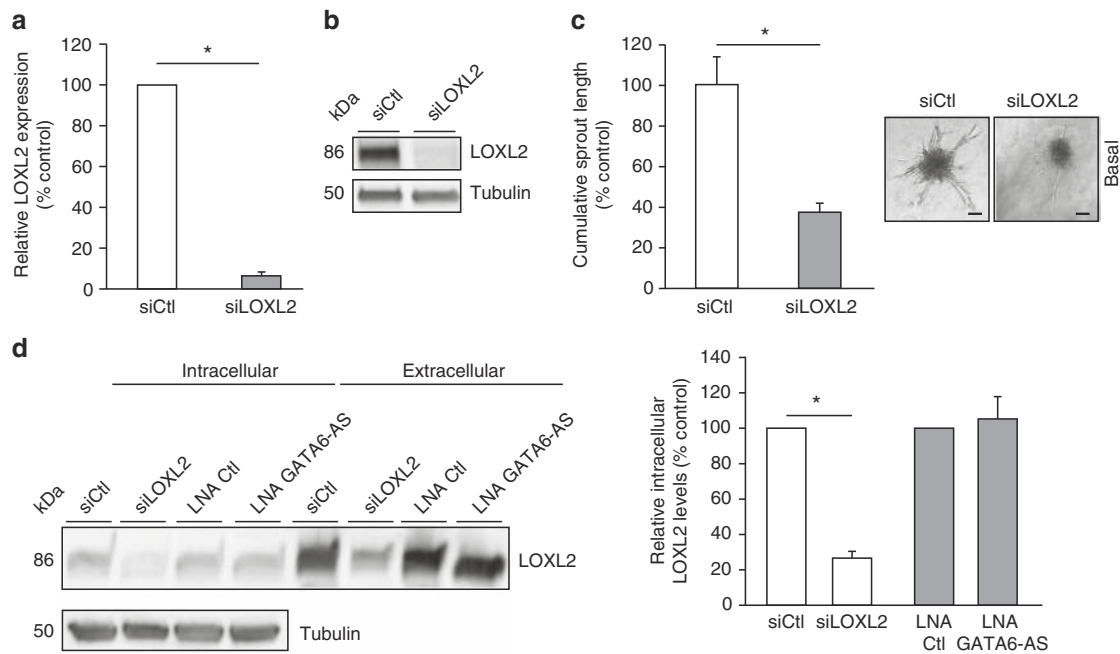 a
Relative LOXL2 expression
(% control)
120
100
80
60
40
20
0
*
siCtl
siLOXL2
b
kDa
siCtl
siLOXL2
86
LOXL2
50
Tubulin
c
Cumulative sprout length
(% control)
120
100
80
60
40
20
0
*
siCtl
siLOXL2
siCtl
siLOXL2
Basal
d
Intracellular
Extracellular
kDa
siCtl
siLOXL2
LNA Ctl
LNA GATA6-AS
siCtl
siLOXL2
LNA Ctl
LNA GATA6-AS
86
LOXL2
50
Tubulin
Relative intracellular
LOXL2 levels (% control)
140
120
100
80
60
40
20
0
*
siCtl
siLOXL2
LNA
Ctl
LNA
GATA6-AS